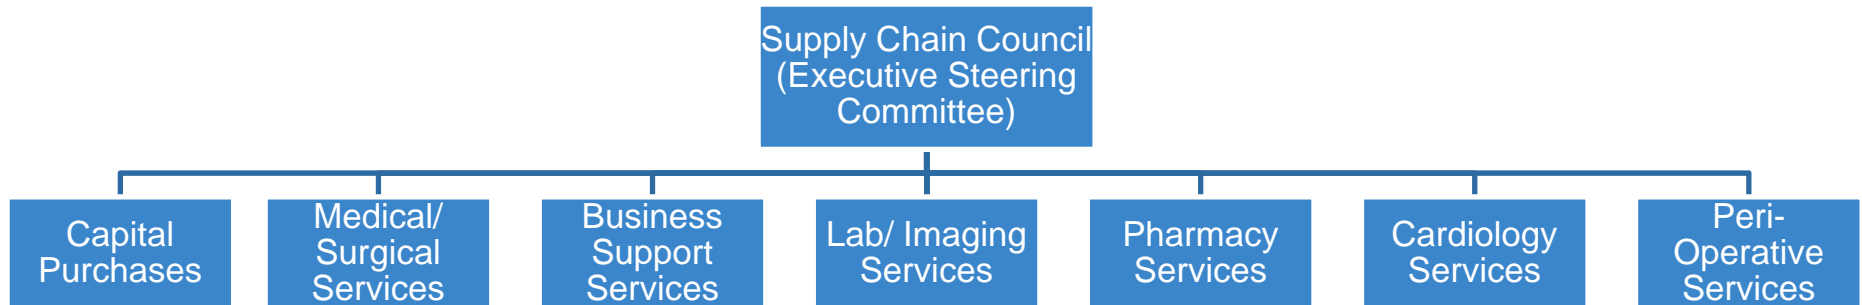 Supply Chain Council
(Executive Steering
Committee)
Capital
Purchases
Medical/
Surgical
Services
Business
Support
Services
Lab/ Imaging
Services
Pharmacy
Services
Cardiology
Services
Peri-
Operative
Services